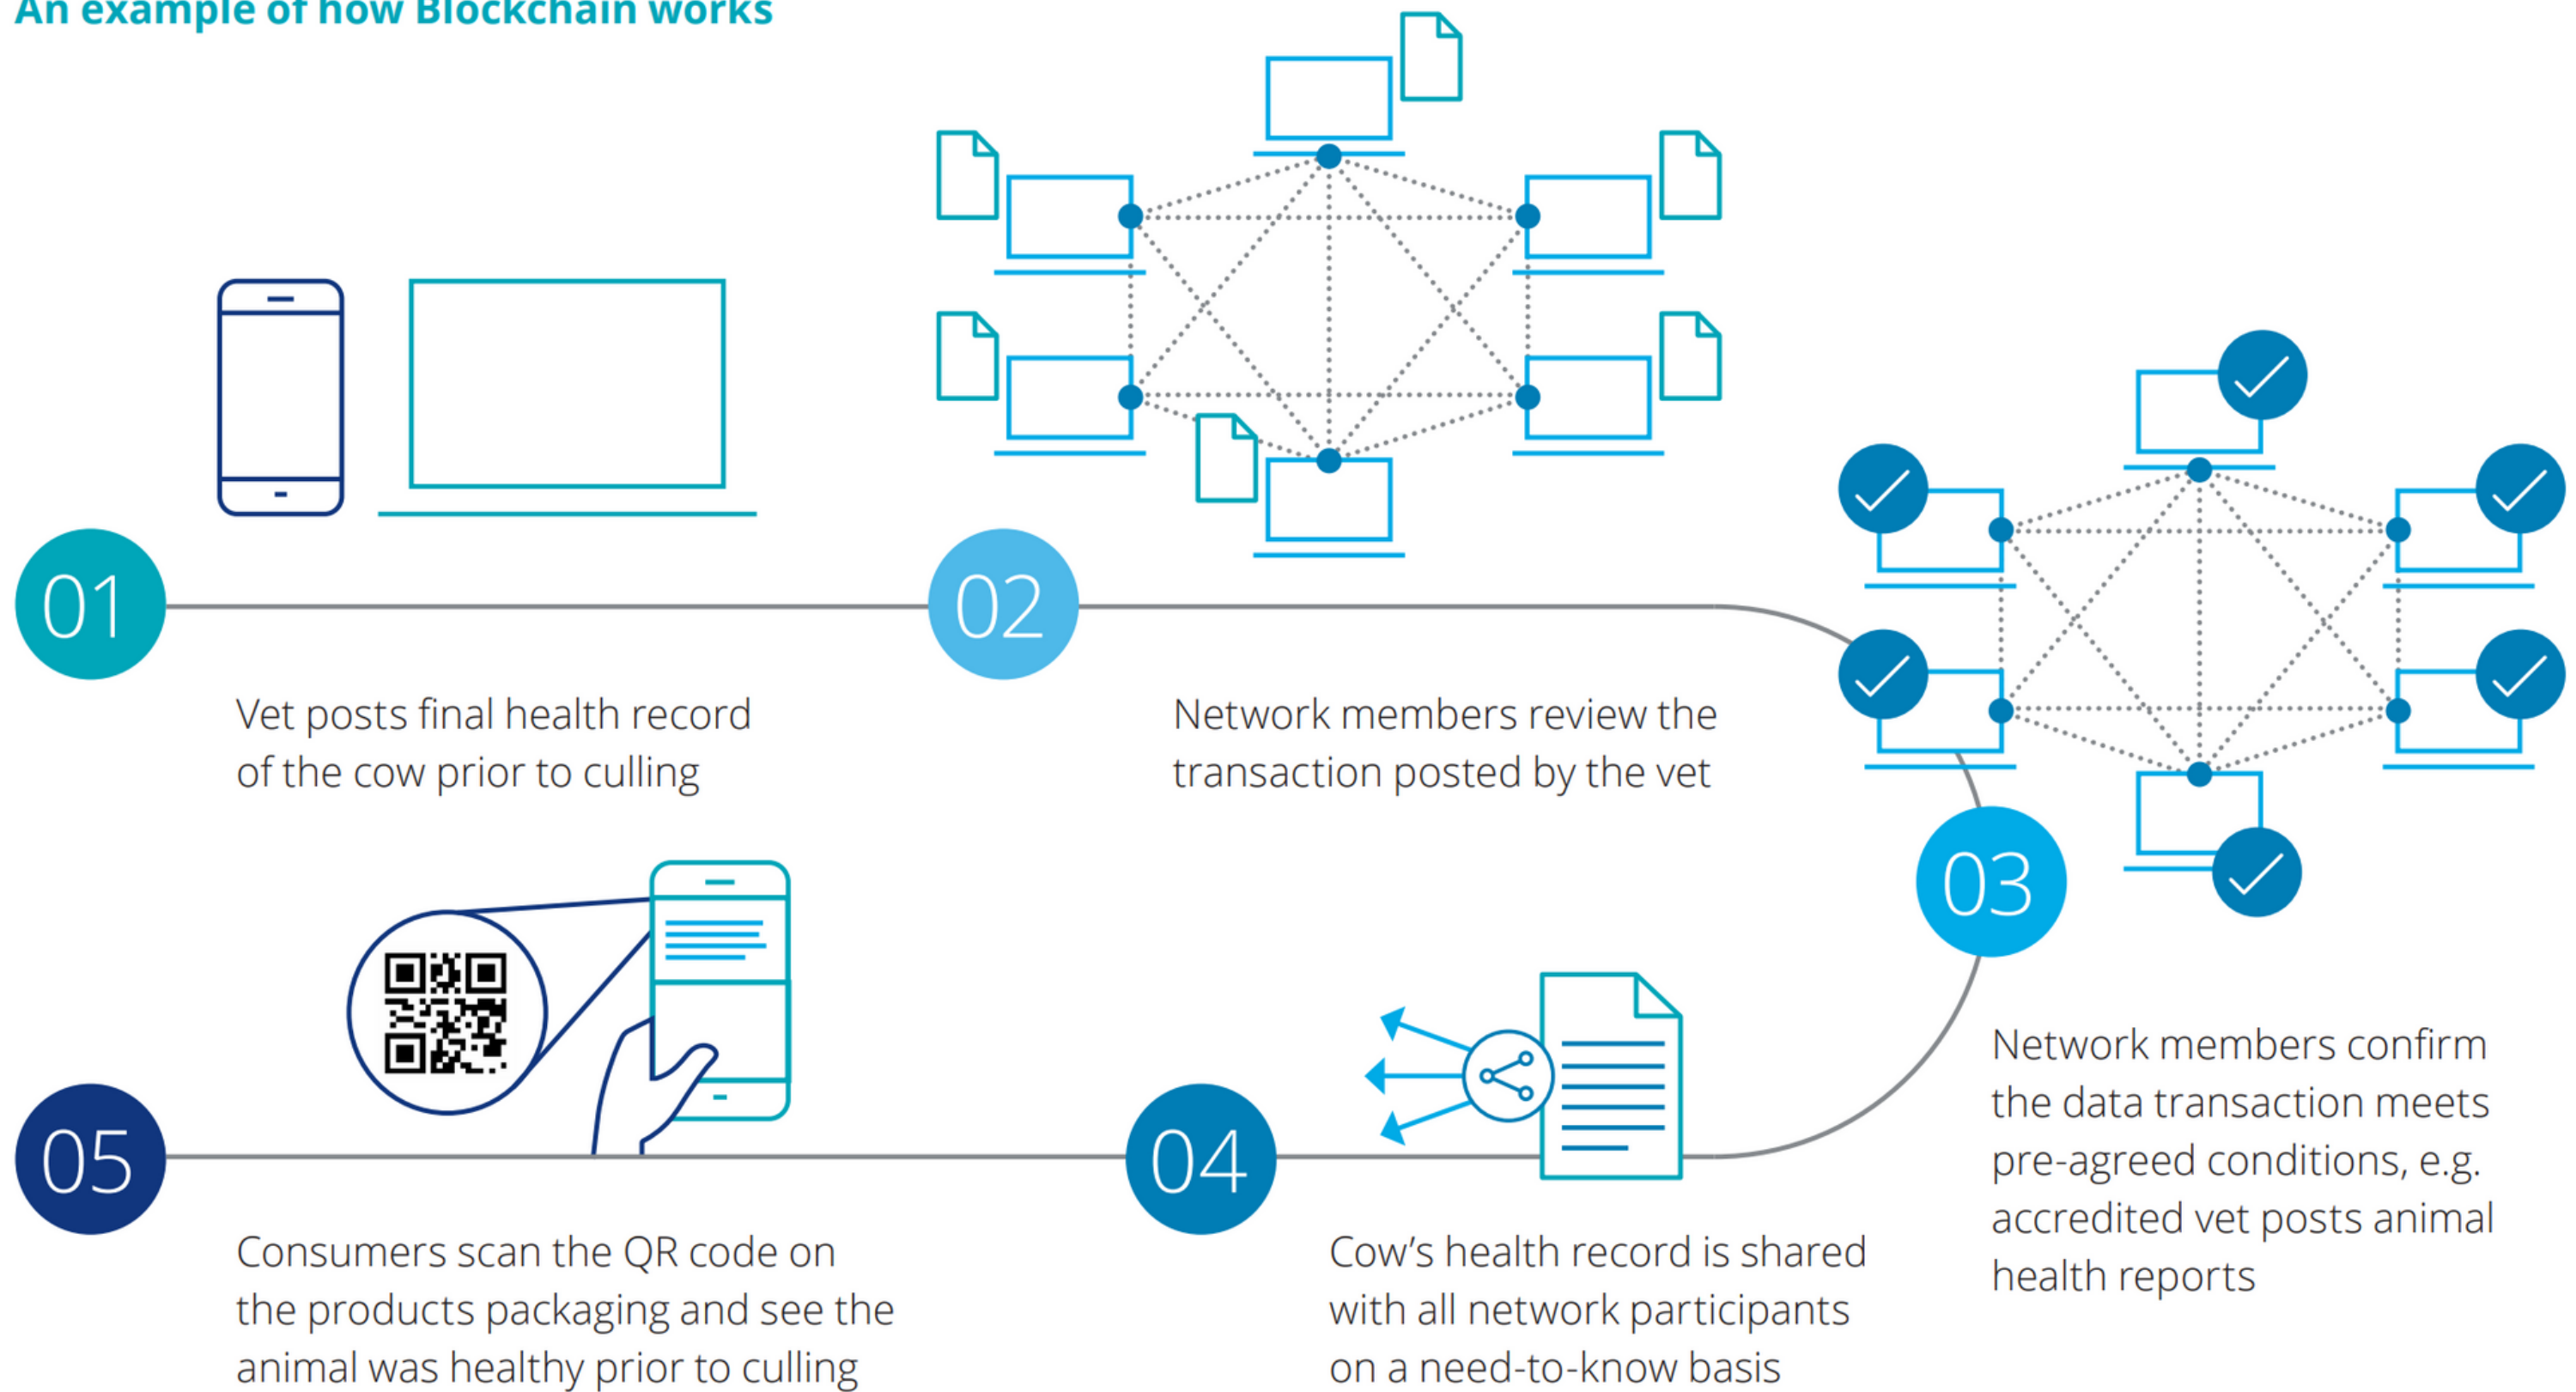 An example of how Blockchain works
01
Vet posts final health record
of the cow prior to culling
02
Network members review the
transaction posted by the vet
03
Network members confirm
the data transaction meets
pre-agreed conditions, e.g.
accredited vet posts animal
health reports
04
Cow’s health record is shared
with all network participants
on a need-to-know basis
05
Consumers scan the QR code on
the products packaging and see the
animal was healthy prior to culling